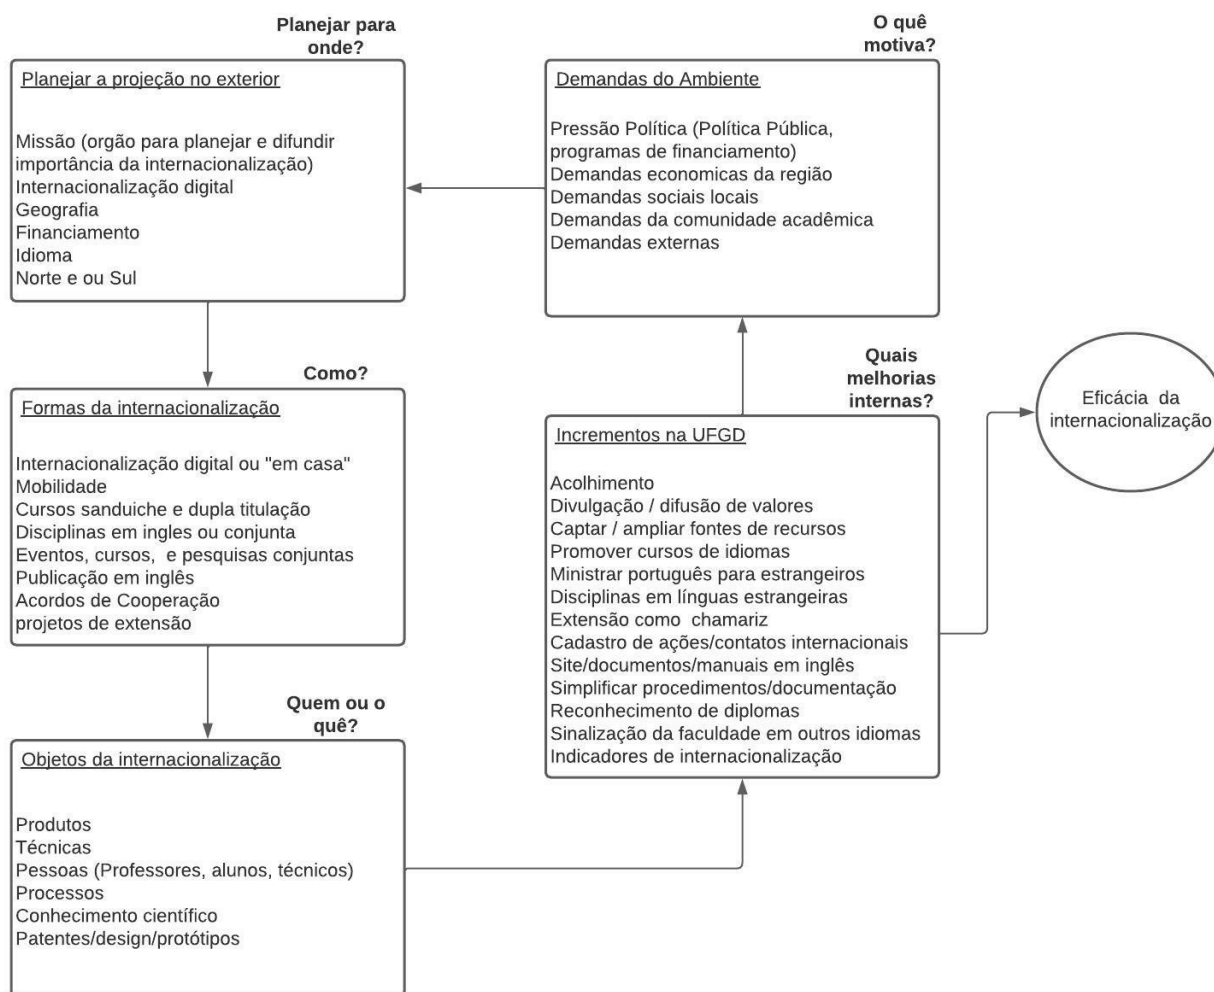 Planejar para
onde?
Planejar a projeção no exterior
Missão (orgão para planejar e difundir
importância da internacionalização)
Internacionalização digital
Geografia
Financiamento
Idioma
Norte e ou Sul
O quê
motiva?
Demandas do Ambiente
Pressão Política (Política Pública,
programas de financiamento)
Demandas economicas da região
Demandas sociais locais
Demandas da comunidade acadêmica
Demandas externas
Como?
Formas da internacionalização
Internacionalização digital ou "em casa"
Mobilidade
Cursos sanduiche e dupla titulação
Disciplinas em ingles ou conjunta
Eventos, cursos, e pesquisas conjuntas
Publicação em inglês
Acordos de Cooperação
projetos de extensão
Quais
melhorias
internas?
Incrementos na UFGD
Acolhimento
Divulgação / difusão de valores
Captar / ampliar fontes de recursos
Promover cursos de idiomas
Ministrar português para estrangeiros
Disciplinas em línguas estrangeiras
Extensão como chamariz
Cadastro de ações/contatos internacionais
Site/documentos/manuais em inglês
Simplificar procedimentos/documentação
Reconhecimento de diplomas
Sinalização da faculdade em outros idiomas
Indicadores de internacionalização
Eficácia da
internacionalização
Quem ou o
quê?
Objetos da internacionalização
Produtos
Técnicas
Pessoas (Professores, alunos, técnicos)
Processos
Conhecimento científico
Patentes/design/protótipos